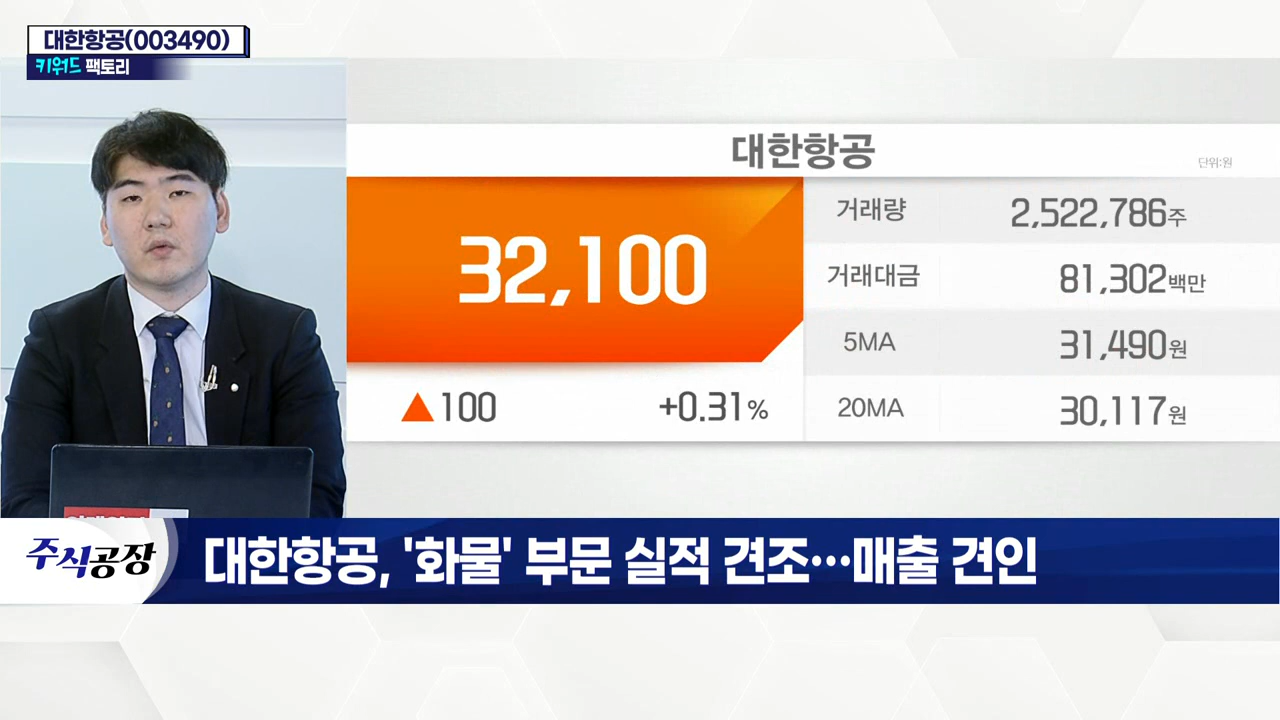 대한항공(003490)
키워드 팩토리
대한항공
단위:원
32,100
▲100 +0.31%
거래량 2,522,786주
거래대금 81,302백만
5MA 31,490원
20MA 30,117원
주식공장
대한항공, '화물' 부문 실적 견조…매출 견인